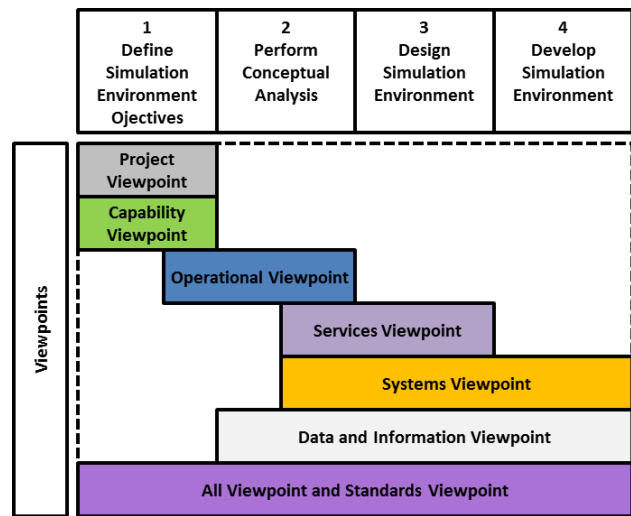 1
Define
Simulation
Environment
Ojectives
2
Perform
Conceptual
Analysis
3
Design
Simulation
Environment
4
Develop
Simulation
Environment
Viewpoints
Project
Viewpoint
Capability
Viewpoint
Operational Viewpoint
Services Viewpoint
Systems Viewpoint
Data and Information Viewpoint
All Viewpoint and Standards Viewpoint